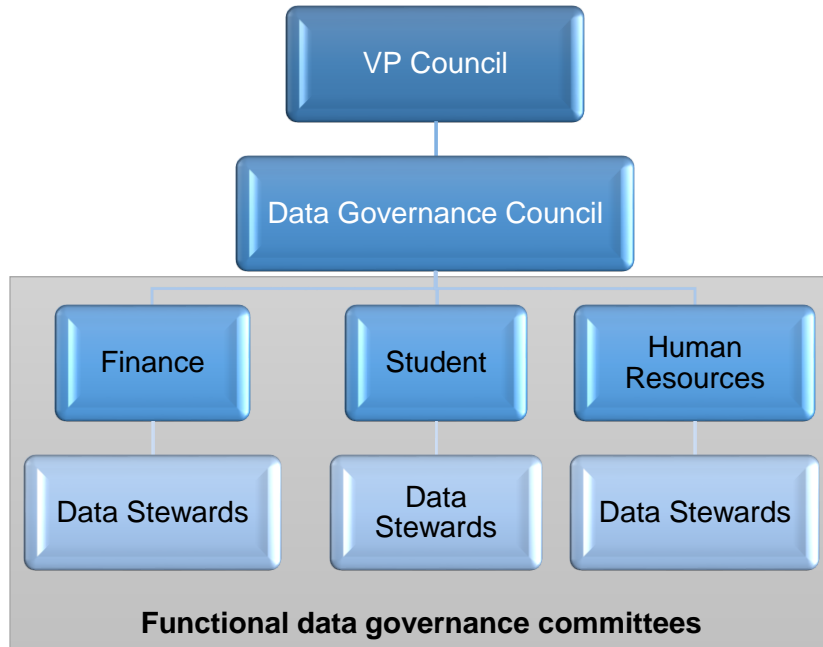 VP Council
Data Governance Council
Finance
Student
Human
Resources
Data Stewards
Data
Stewards
Data Stewards
Functional data governance committees